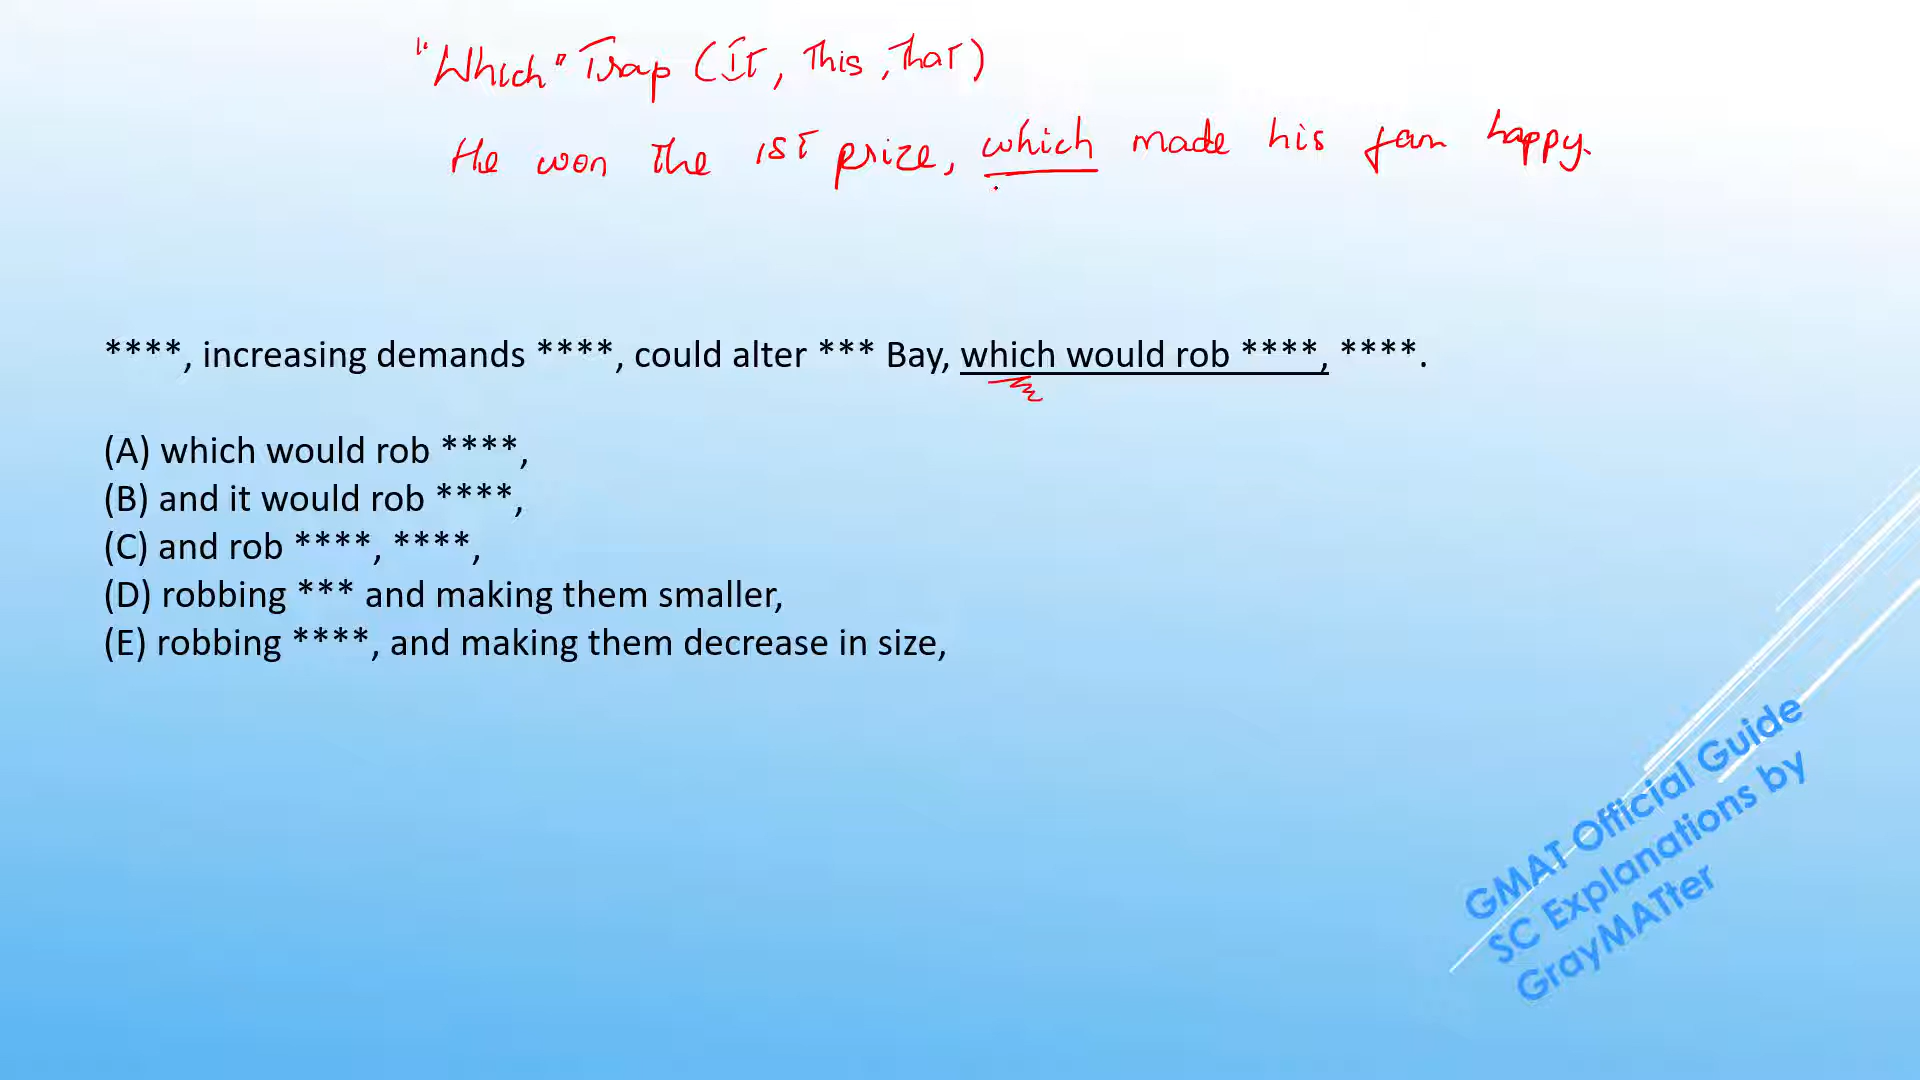 "Which" Trap (It, This, That)
He won the 1st prize, which made his fan happy.
****, increasing demands ****, could alter *** Bay, which would rob ****, ****.
(A) which would rob ****,
(B) and it would rob ****,
(C) and rob ****, ****,
(D) robbing *** and making them smaller,
(E) robbing ****, and making them decrease in size,
GMAT Official Guide
SC Explanations by
GrayMATter